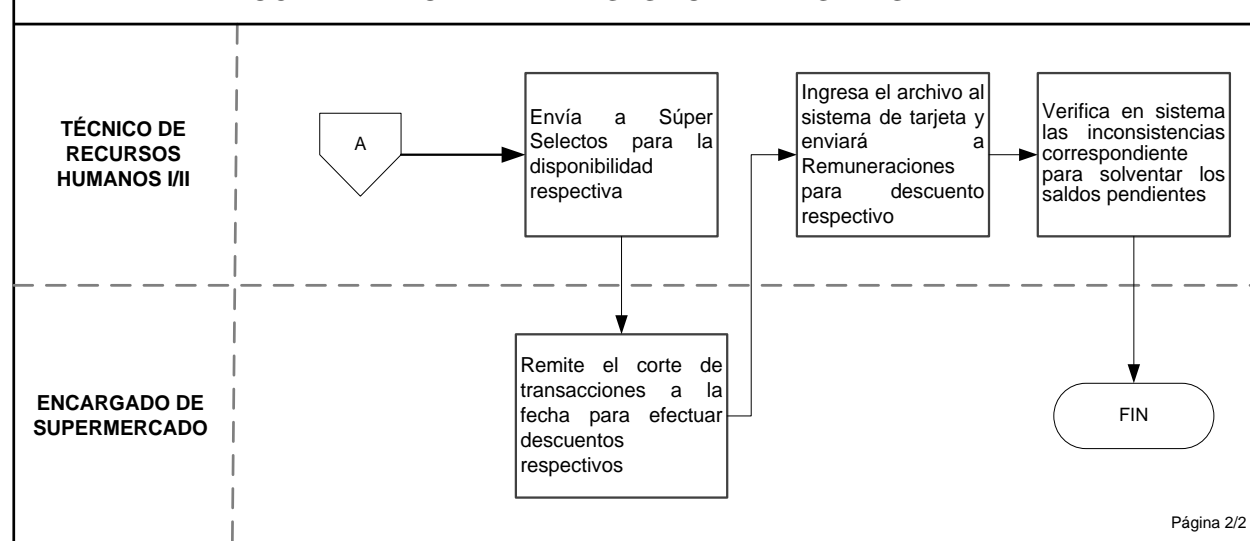 TÉCNICO DE
RECURSOS
HUMANOS I/II
A
Envía a Súper
Selectos para la
disponibilidad
respectiva
Ingresa el archivo al
sistema de tarjeta y
enviará a
Remuneraciones
para descuento
respectivo
Verifica en sistema
las inconsistencias
correspondiente
para solventar los
saldos pendientes
ENCARGADO DE
SUPERMERCADO
Remite el corte de
transacciones a la
fecha para efectuar
descuentos
respectivos
FIN
Página 2/2